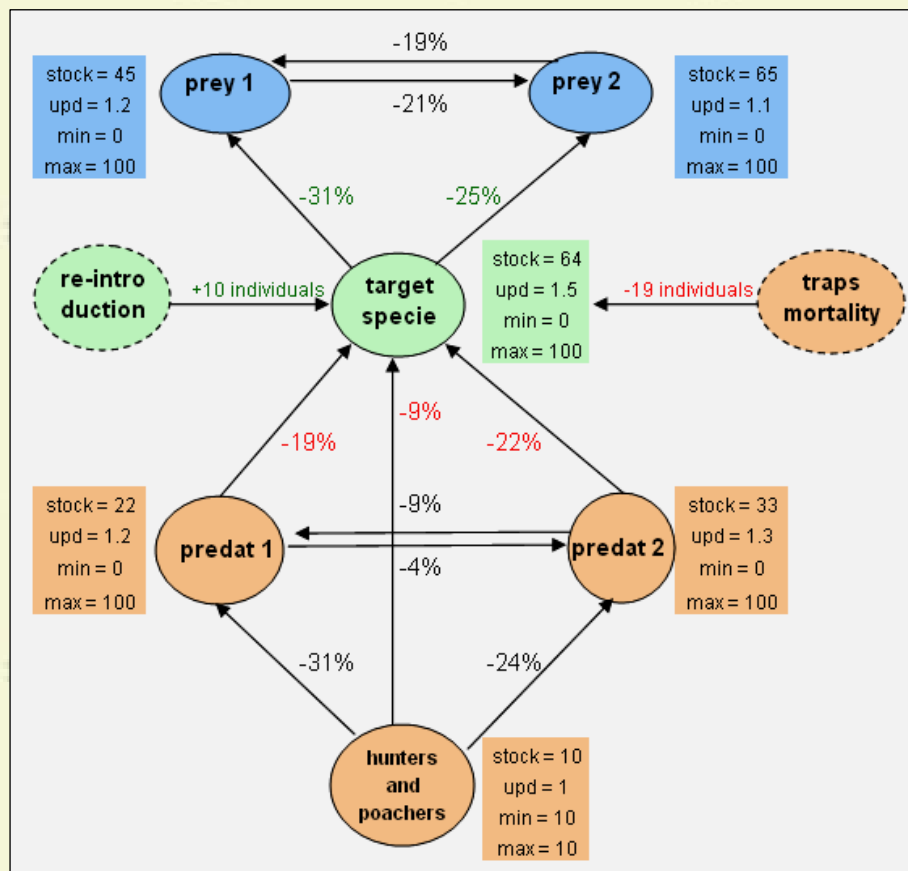 -19%
stock = 45
upd = 1.2
min = 0
max = 100
prey 1
prey 2
stock = 65
upd = 1.1
min = 0
max = 100
-21%
-31%
-25%
re-intro
duction
+10 individuals
target
specie
stock = 64
upd = 1.5
min = 0
max = 100
-19 individuals
traps
mortality
-19%
-9%
-22%
stock = 22
upd = 1.2
min = 0
max = 100
predat 1
-9%
-4%
predat 2
stock = 33
upd = 1.3
min = 0
max = 100
-31%
-24%
hunters
and
poachers
stock = 10
upd = 1
min = 10
max = 10